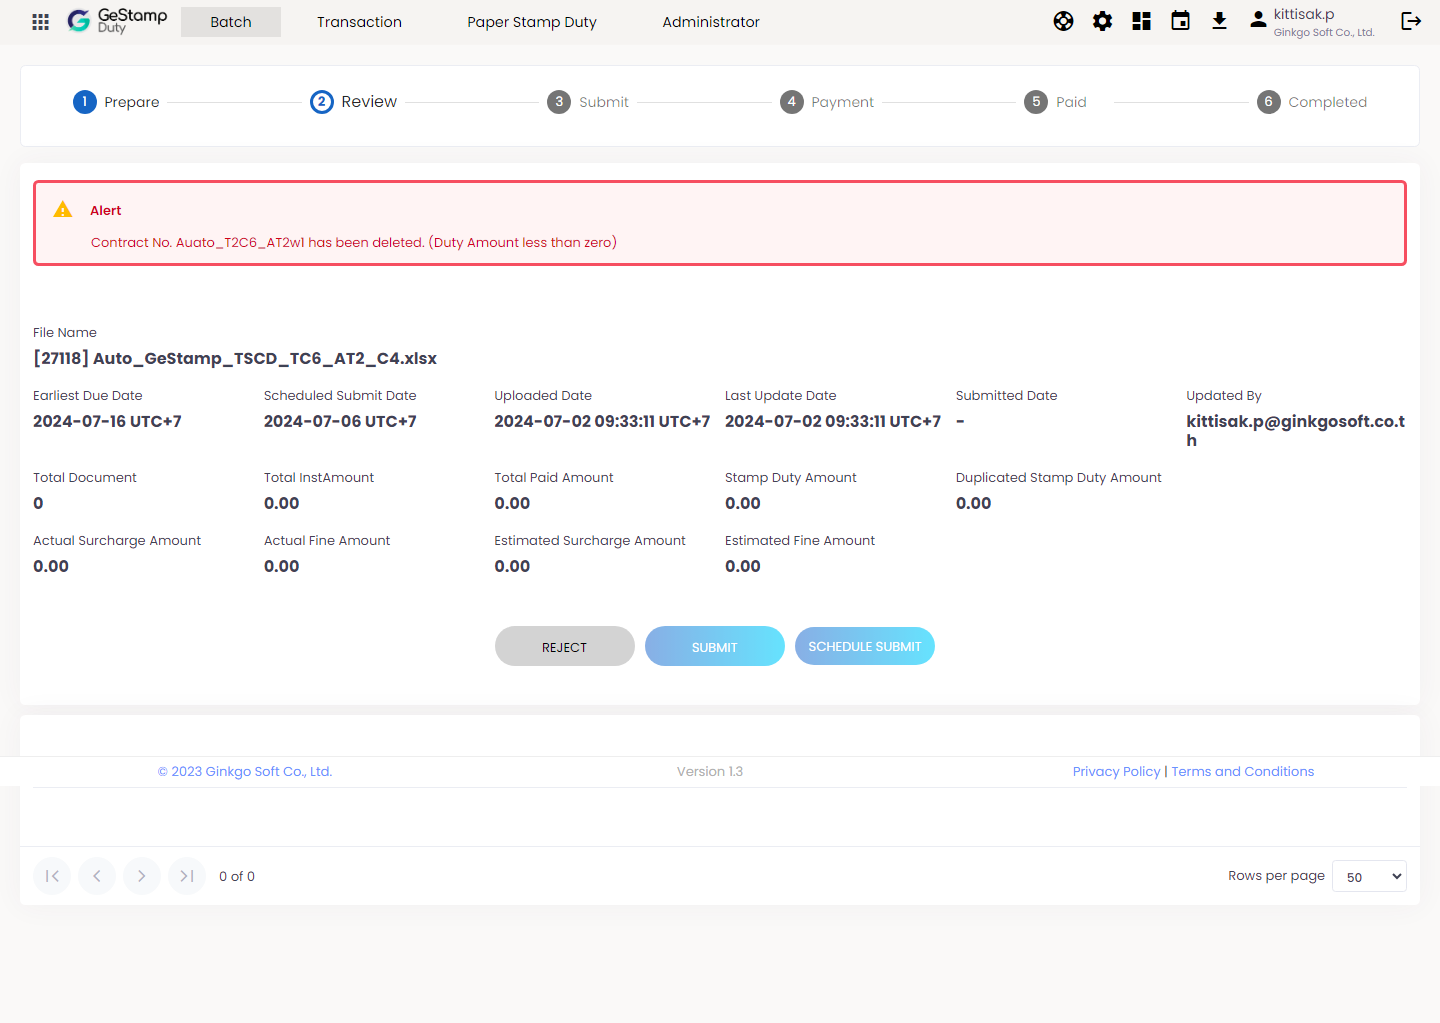 GeStamp
Duty
Batch
Transaction
Paper Stamp Duty
Administrator
kittisak.p
Ginkgo Soft Co., Ltd.
1 Prepare
2 Review
3 Submit
4 Payment
5 Paid
6 Completed
Alert
Contract No. Auato_T2C6_AT2w1 has been deleted. (Duty Amount less than zero)
File Name
[27118] Auto_GeStamp_TSCD_TC6_AT2_C4.xlsx
Earliest Due Date
2024-07-16 UTC+7
Scheduled Submit Date
2024-07-06 UTC+7
Uploaded Date
2024-07-02 09:33:11 UTC+7
Last Update Date
2024-07-02 09:33:11 UTC+7
Submitted Date
-
Updated By
kittisak.p@ginkgosoft.co.t
h
Total Document
0
Total InstAmount
0.00
Total Paid Amount
0.00
Stamp Duty Amount
0.00
Duplicated Stamp Duty Amount
0.00
Actual Surcharge Amount
0.00
Actual Fine Amount
0.00
Estimated Surcharge Amount
0.00
Estimated Fine Amount
0.00
REJECT
SUBMIT
SCHEDULE SUBMIT
© 2023 Ginkgo Soft Co., Ltd.
Version 1.3
Privacy Policy | Terms and Conditions
0 of 0
Rows per page
50